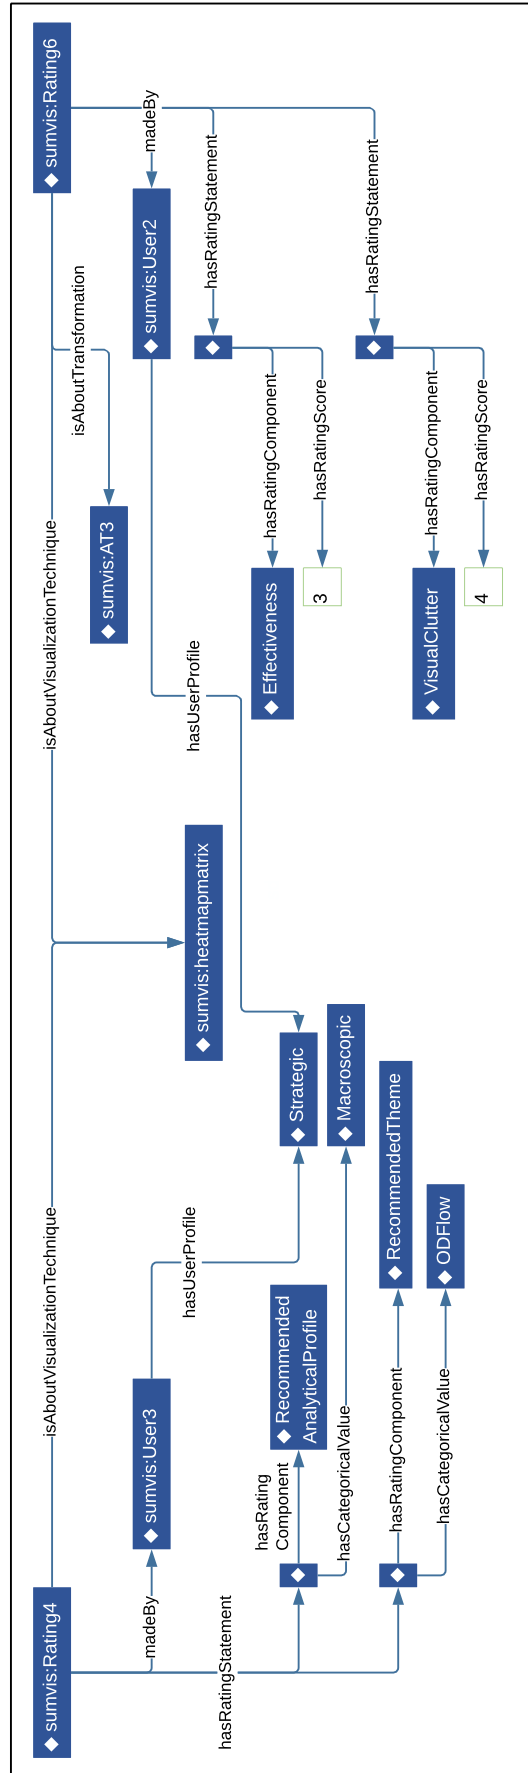 sumvis:Rating4
isAboutVisualizationTechnique
isAboutVisualizationTechnique
sumvis:Rating6
isAboutTransformation
sumvis:AT3
madeBy
sumvis:User3
madeBy
sumvis:User2
hasUserProfile
sumvis:heatmapmatrix
hasUserProfile
hasRatingStatement
hasRatingStatement
hasRating
Component
Recommended
AnalyticalProfile
Strategic
hasCategoricalValue
Macroscopic
Effectiveness
hasRatingComponent
3
hasRatingScore
hasRatingStatement
hasRatingComponent
RecommendedTheme
hasCategoricalValue
ODFlow
VisualClutter
hasRatingComponent
4
hasRatingScore